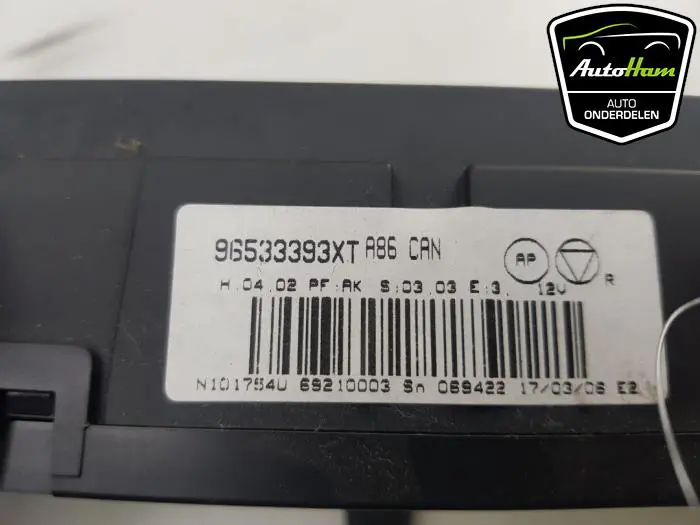 AutoHam
AUTO
ONDERDELEN
96533393XT A86 CAN
AP
H.04.02 PF:AK S:03.03 E:3. 12V R
N101754U 69210003 Sn 069422 17/03/06 E2